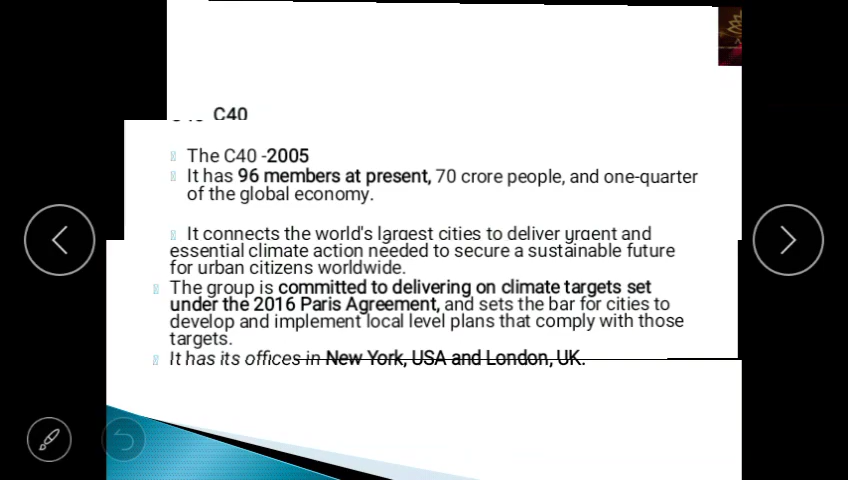 C40
The C40 -2005
It has 96 members at present, 70 crore people, and one-quarter
of the global economy.
It connects the world's largest cities to deliver urgent and
essential climate action needed to secure a sustainable future
for urban citizens worldwide.
The group is committed to delivering on climate targets set
under the 2016 Paris Agreement, and sets the bar for cities to
develop and implement local level plans that comply with those
targets.
It has its offices in New York, USA and London, UK.